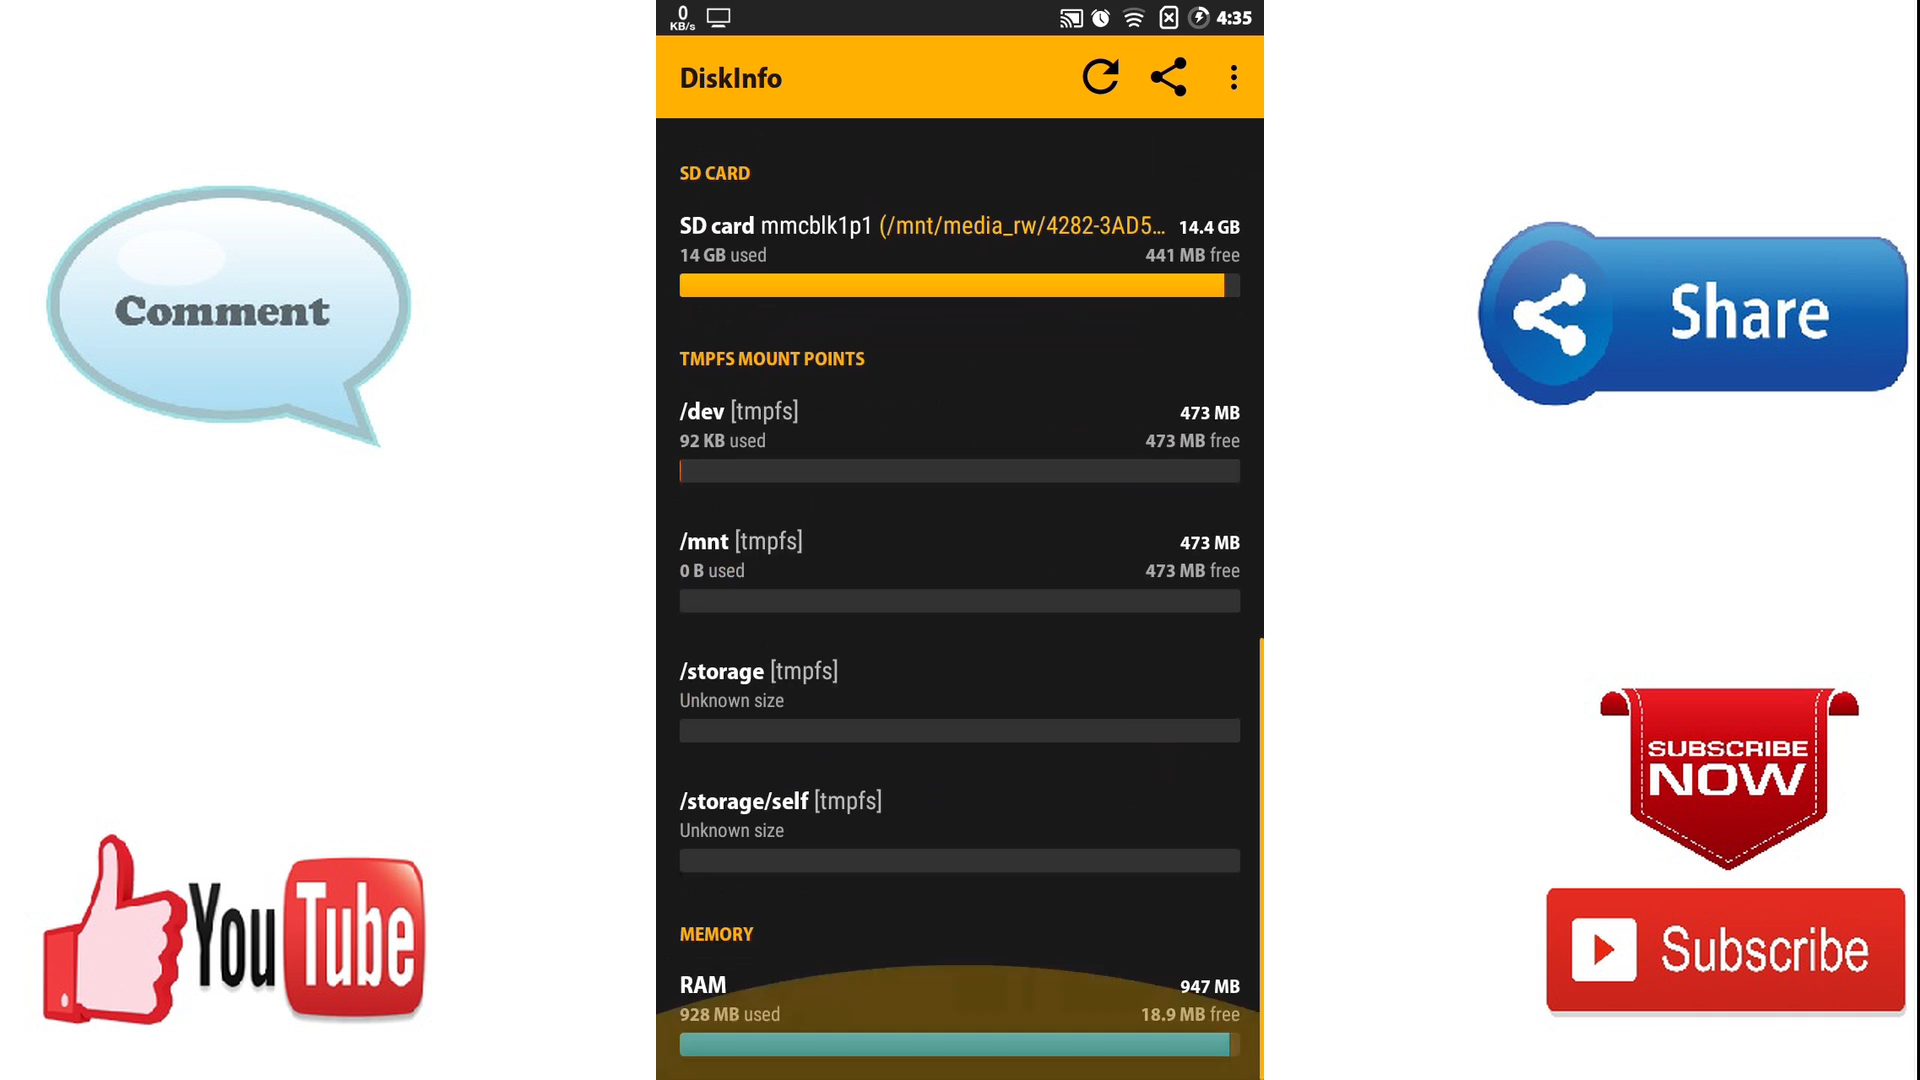 0
KB/s
4:35
DiskInfo
SD CARD
SD card mmcblk1p1 (/mnt/media_rw/4282-3AD5... 14.4 GB
14 GB used 441 MB free
TMPFS MOUNT POINTS
/dev [tmpfs] 473 MB
92 KB used 473 MB free
/mnt [tmpfs] 473 MB
0 B used 473 MB free
/storage [tmpfs]
Unknown size
/storage/self [tmpfs]
Unknown size
MEMORY
RAM 947 MB
928 MB used 18.9 MB free
Comment
YouTube
Share
SUBSCRIBE
NOW
Subscribe